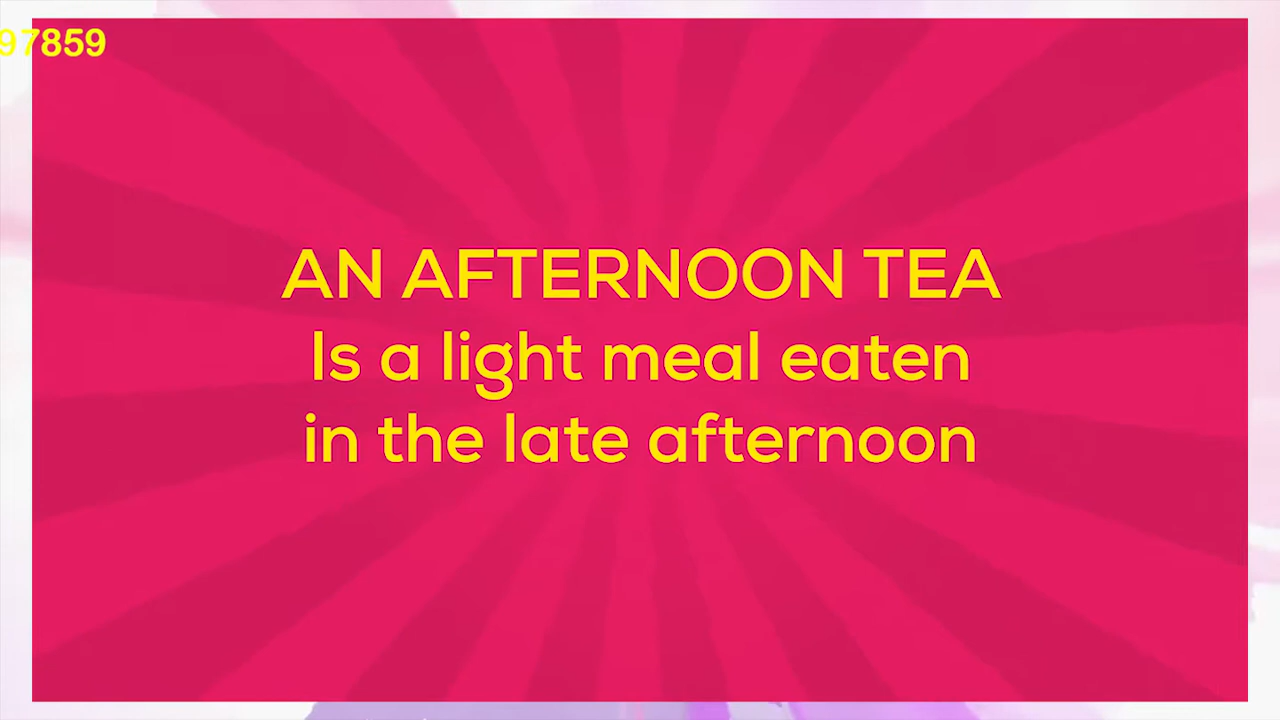 97859
AN AFTERNOON TEA
Is a light meal eaten
in the late afternoon